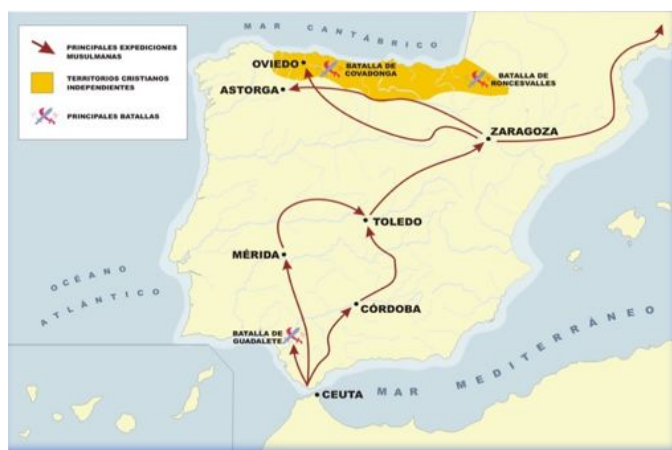 MAR CANTÁBRICO
PRINCIPALES EXPEDICIONES
MUSULMANAS
TERRITORIOS CRISTIANOS
INDEPENDIENTES
PRINCIPALES BATALLAS
OVIEDO
BATALLA DE
COVADONGA
BATALLA DE
RONCESVALLES
ASTORGA
ZARAGOZA
TOLEDO
MÉRIDA
OCÉANO
ATLÁNTICO
CÓRDOBA
BATALLA DE
GUADALETE
CEUTA
MAR MEDITERRÁNEO